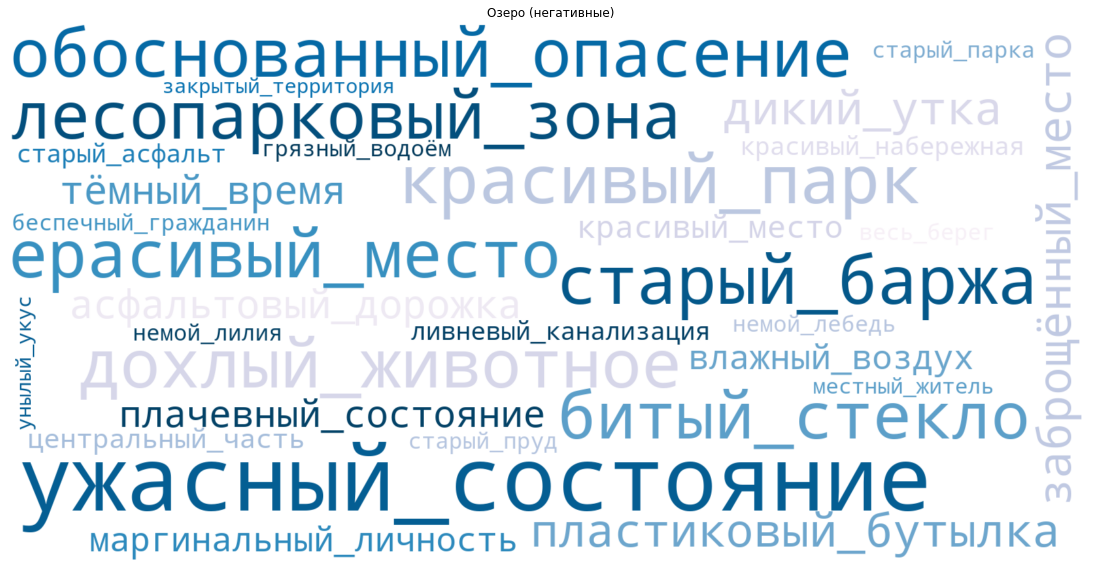 Озеро (негативные)
обоснованный_опасение
старый_парка
закрытый_территория
лесопарковый_зона
дикий_утка
заброщённый_место
старый_асфальт
грязный_водоём
красивый_набережная
тёмный_время
красивый_парк
беспечный_гражданин
красивый_место
весь_берег
ерасивый_место
старый_баржа
асфальтовый_дорожка
унылый_укус
немой_лилия
ливневый_канализация
немой_лебедь
дохлый_животное
влажный_воздух
местный_житель
плачевный_состояние
битый_стекло
центральный_часть
старый_пруд
ужасный_состояние
маргинальный_личность
пластиковый_бутылка